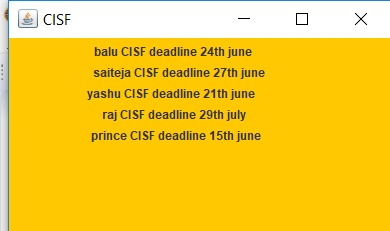 CISF
balu CISF deadline 24th june
saiteja CISF deadline 27th june
yashu CISF deadline 21th june
raj CISF deadline 29th july
prince CISF deadline 15th june